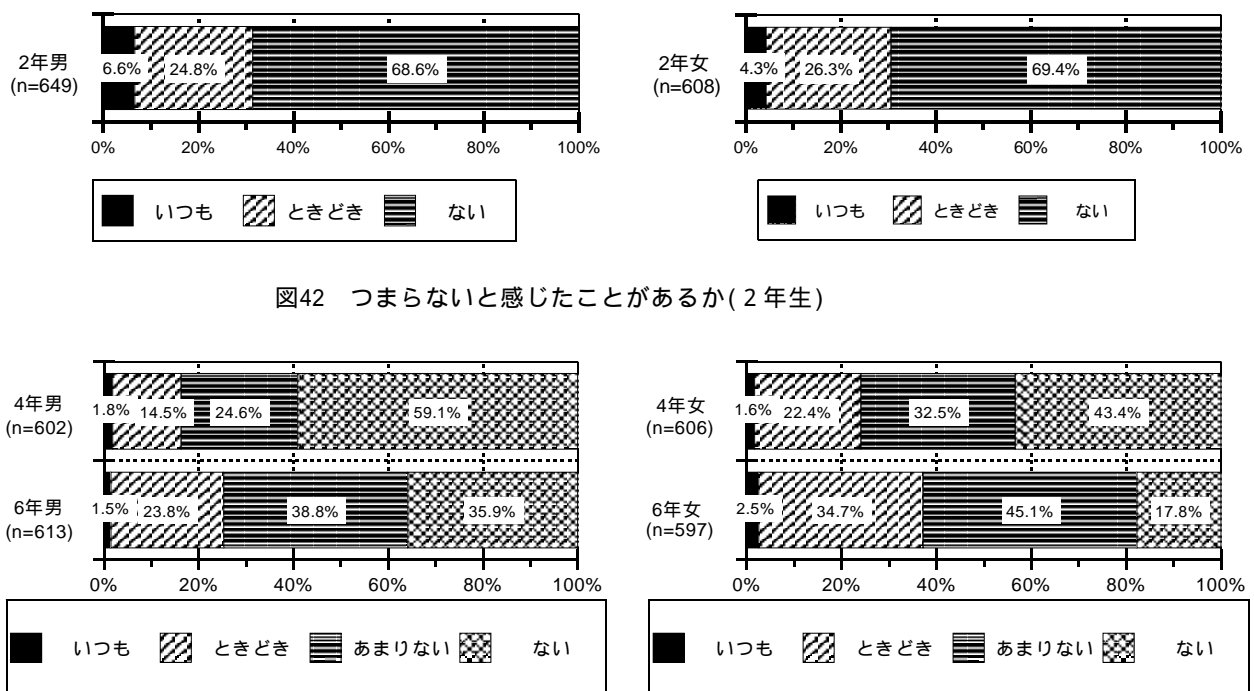 2年男
(n=649)
6.6% 24.8% 68.6%
0% 20% 40% 60% 80% 100%
いつも ときどき ない
2年女
(n=608)
4.3% 26.3% 69.4%
0% 20% 40% 60% 80% 100%
いつも ときどき ない
図42 つまらないと感じたことがあるか(2年生)
4年男
(n=602)
1.8% 14.5% 24.6% 59.1%
6年男
(n=613)
1.5% 23.8% 38.8% 35.9%
0% 20% 40% 60% 80% 100%
いつも ときどき あまりない ない
4年女
(n=606)
1.6% 22.4% 32.5% 43.4%
6年女
(n=597)
2.5% 34.7% 45.1% 17.8%
0% 20% 40% 60% 80% 100%
いつも ときどき あまりない ない